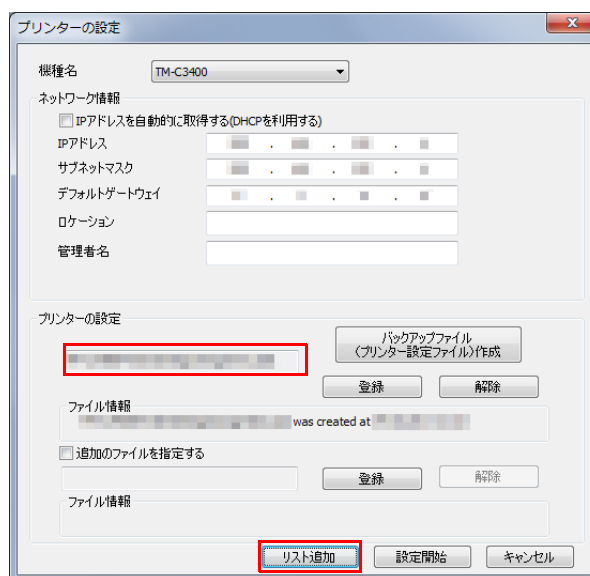 プリンターの設定
機種名 TM-C3400
ネットワーク情報
IPアドレスを自動的に取得する(DHCPを利用する)
IPアドレス . . .
サブネットマスク . . .
デフォルトゲートウェイ . . .
ロケーション
管理者名
プリンターの設定
バックアップファイル
(プリンター設定ファイル)作成
登録 解除
ファイル情報
was created at
追加のファイルを指定する
登録 解除
ファイル情報
リスト追加 設定開始 キャンセル